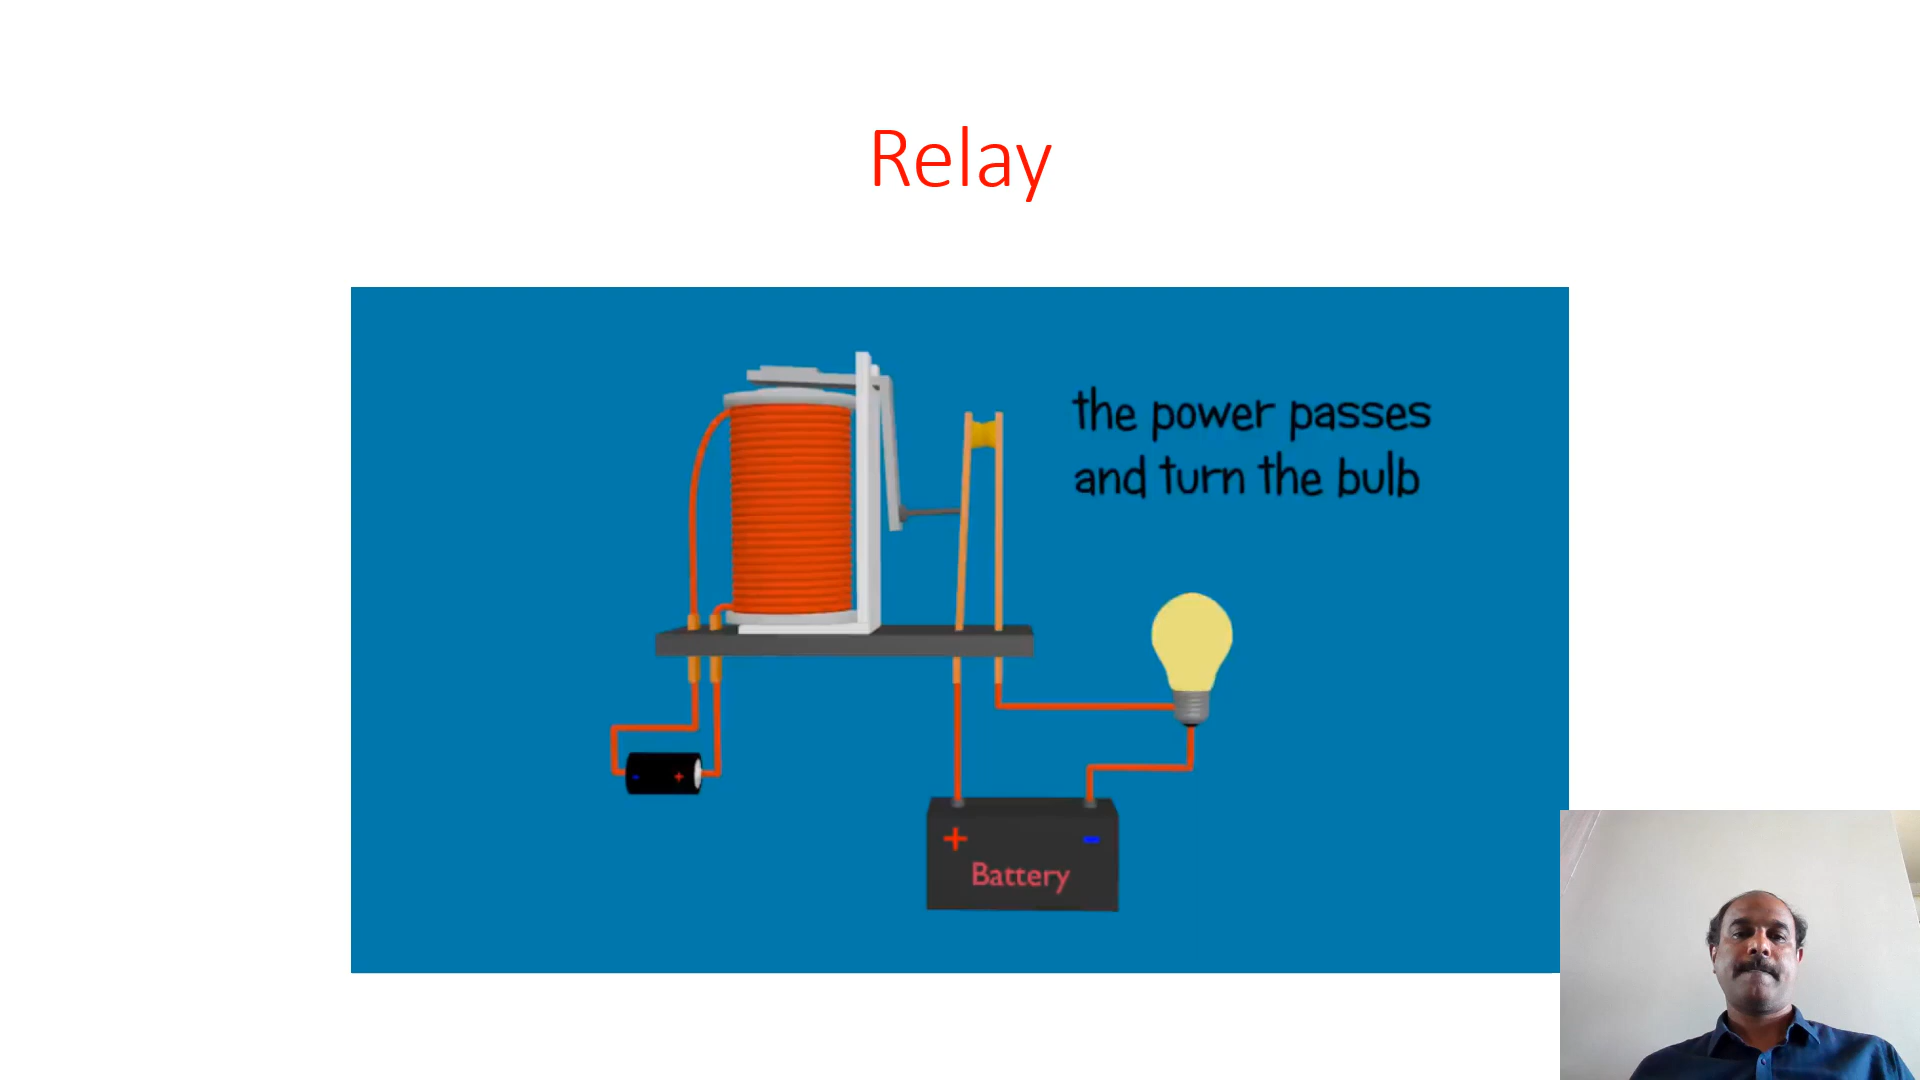 Relay
the power passes
and turn the bulb
- +
+ -
Battery